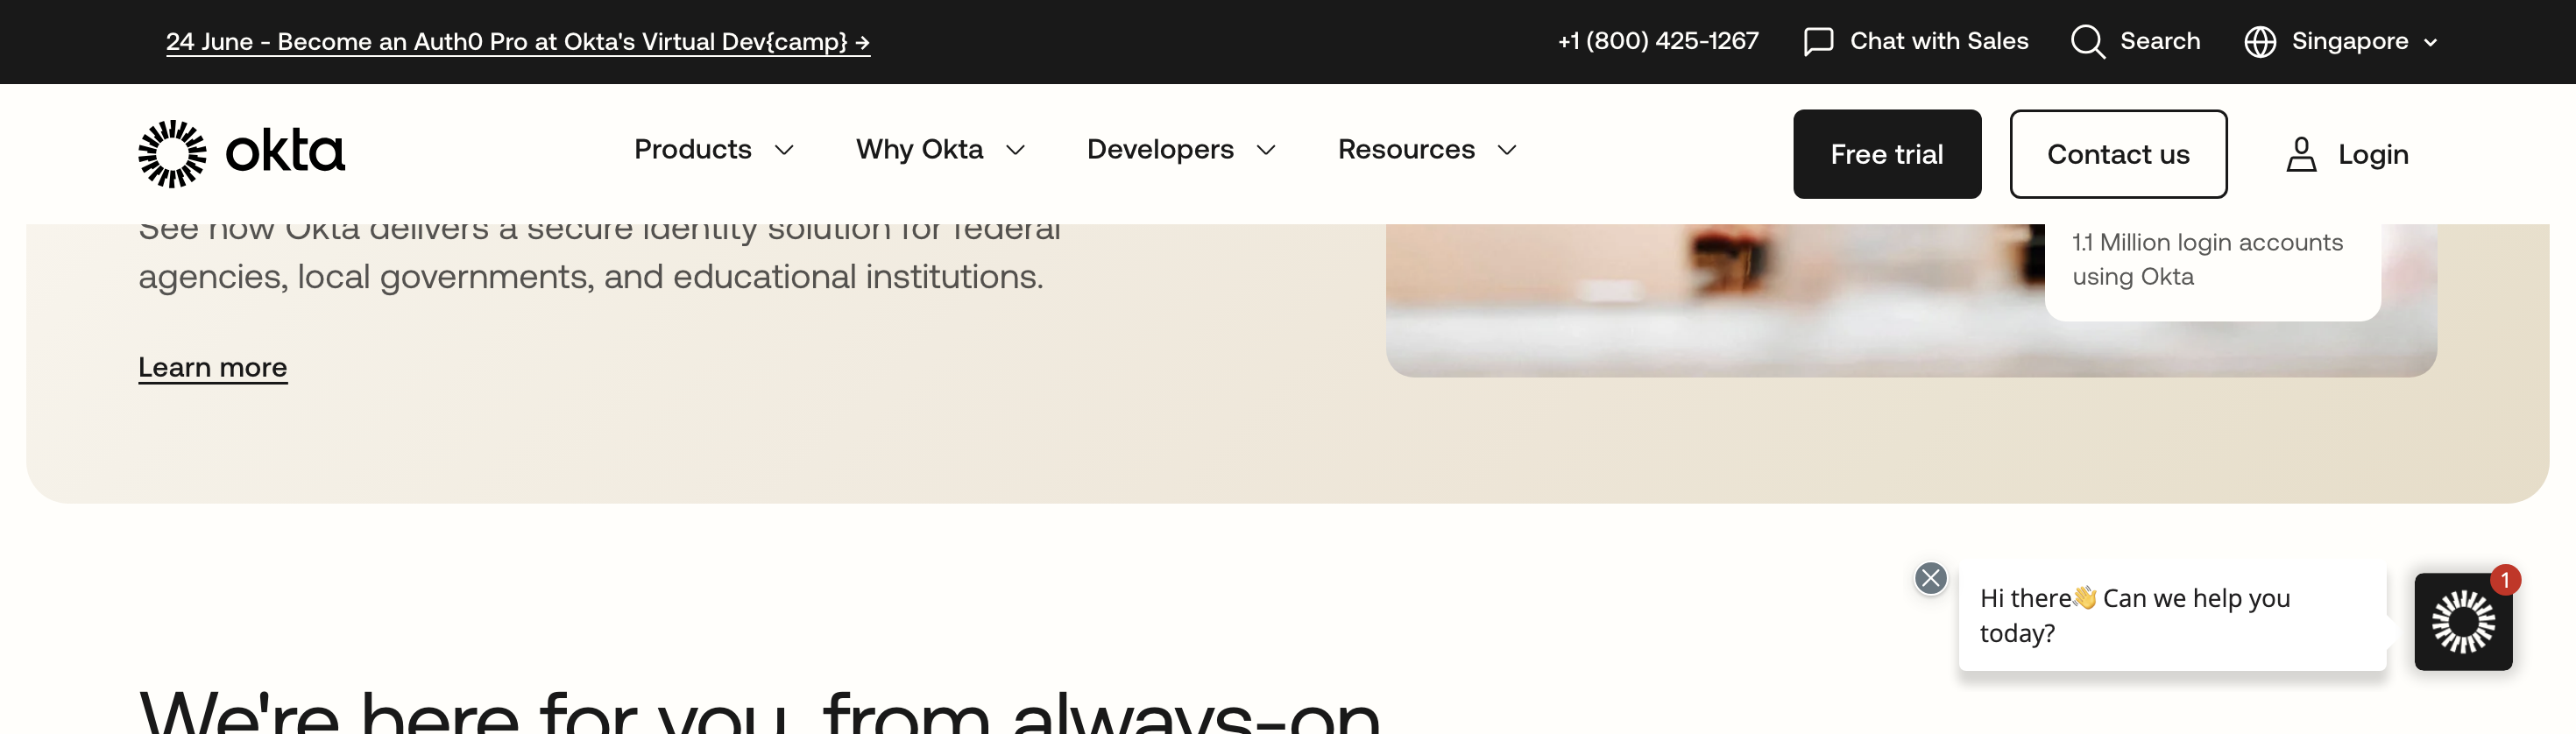 24 June - Become an Auth0 Pro at Okta's Virtual Dev{camp} →
+1 (800) 425-1267
Chat with Sales
Search
Singapore
okta
Products
Why Okta
Developers
Resources
Free trial
Contact us
Login
See how Okta delivers a secure identity solution for federal
agencies, local governments, and educational institutions.
1.1 Million login accounts
using Okta
Learn more
1
Hi there👋 Can we help you
today?
We're here for you, from always-on